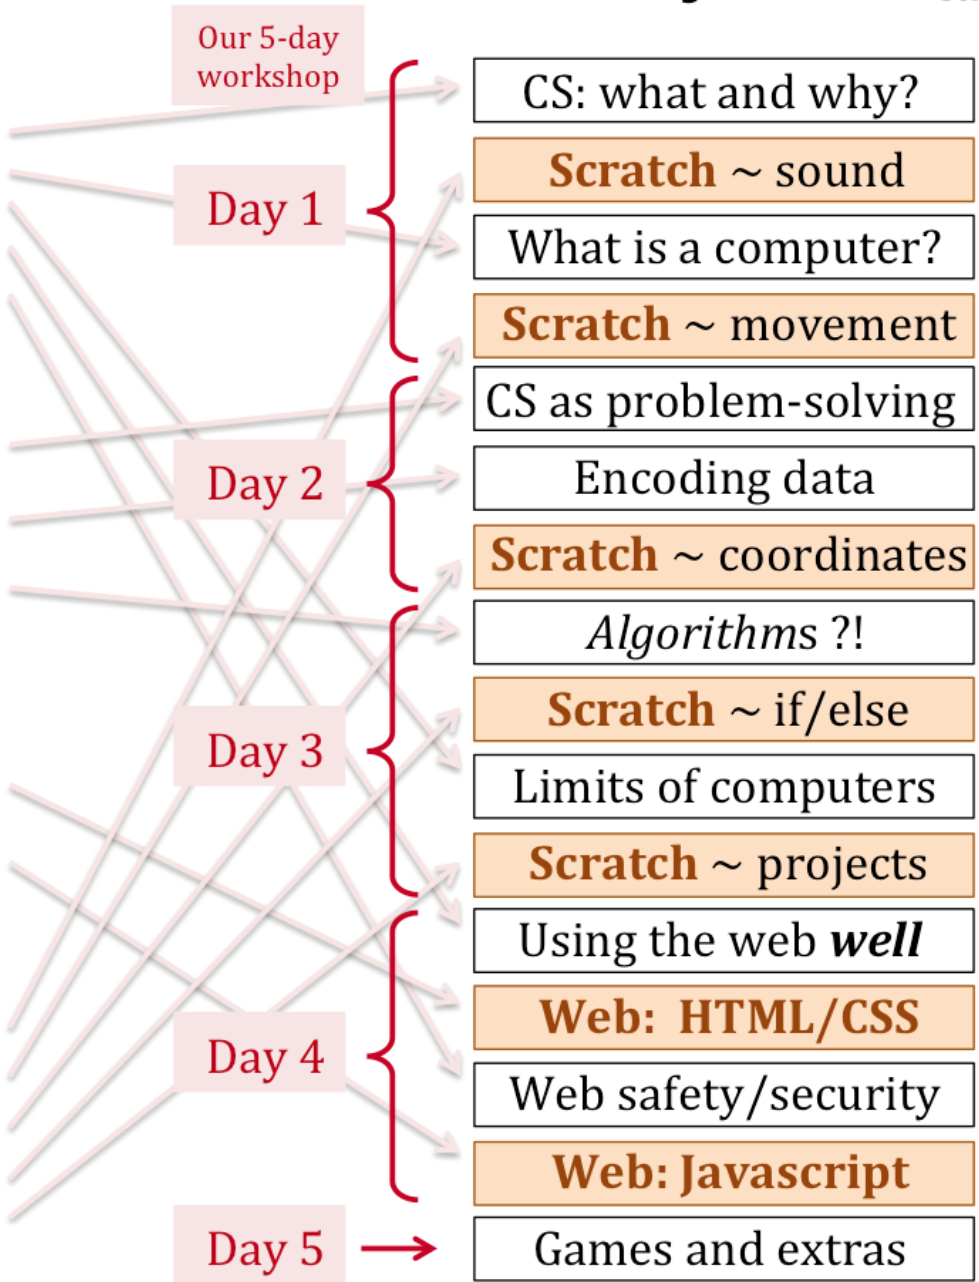 Our 5-day
workshop
CS: what and why?
Scratch ~ sound
Day 1
What is a computer?
Scratch ~ movement
CS as problem-solving
Day 2
Encoding data
Scratch ~ coordinates
Algorithms ?!
Scratch ~ if/else
Day 3
Limits of computers
Scratch ~ projects
Using the web well
Web: HTML/CSS
Day 4
Web safety/security
Web: Javascript
Day 5
Games and extras